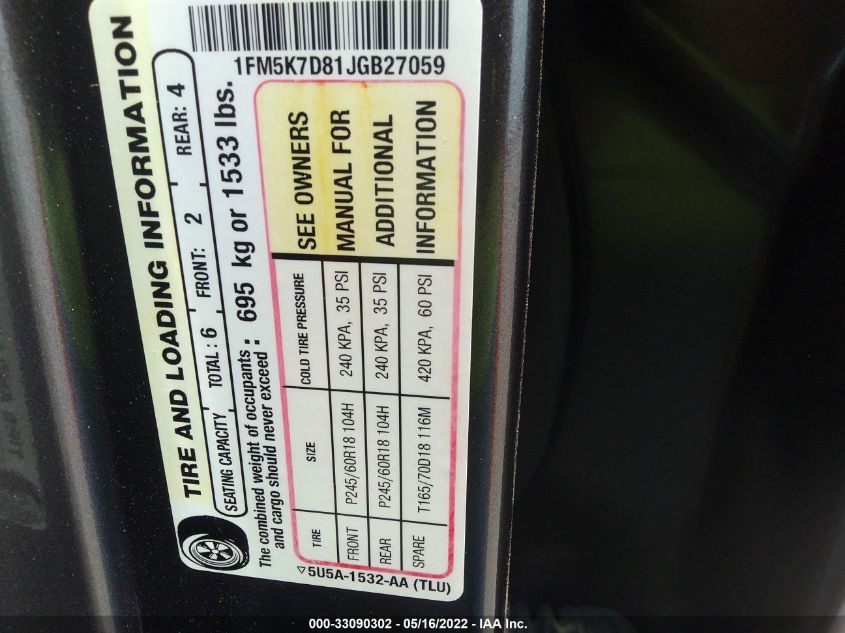 1FM5K7D81JGB27059
TIRE AND LOADING INFORMATION
SEATING CAPACITY TOTAL: 6 FRONT: 2 REAR: 4
The combined weight of occupants and cargo should never exceed: 695 kg or 1533 lbs.
TIRE SIZE COLD TIRE PRESSURE
FRONT P245/60R18 104H 240 KPA, 35 PSI
REAR P245/60R18 104H 240 KPA, 35 PSI
SPARE T165/70D18 116M 420 KPA, 60 PSI
SEE OWNERS
MANUAL FOR
ADDITIONAL
INFORMATION
5U5A-1532-AA (TLU)
000-33090302 - 05/16/2022 - IAA Inc.